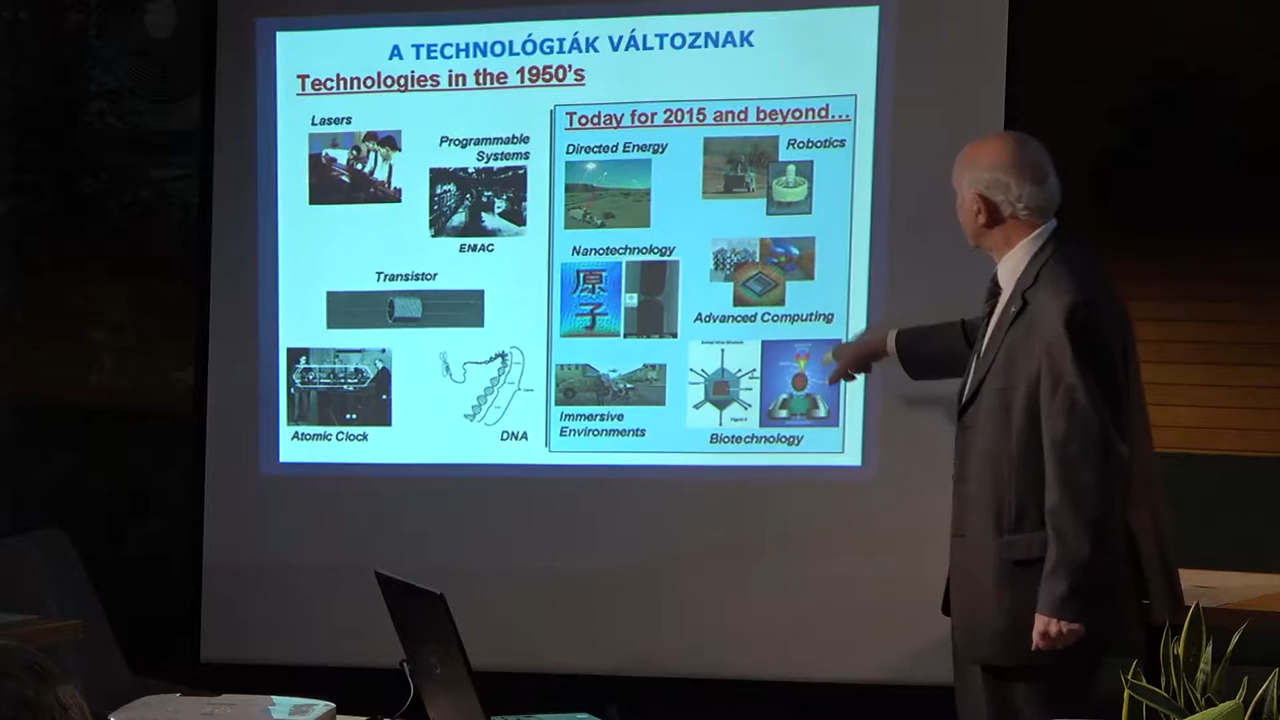 A TECHNOLÓGIÁK VÁLTOZNAK
Technologies in the 1950's
Lasers
Programmable
Systems
ENIAC
Transistor
Atomic Clock
DNA
Today for 2015 and beyond...
Directed Energy
Robotics
Nanotechnology
原
子
Advanced Computing
Immersive
Environments
Biotechnology